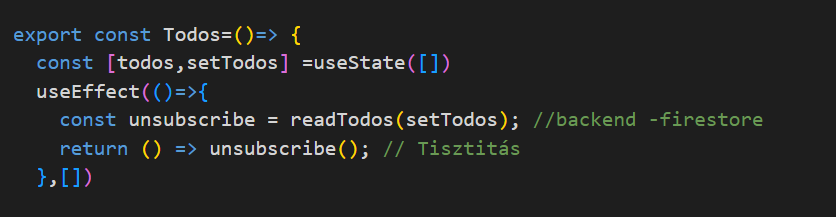 export const Todos=()=> {
const [todos,setTodos] =useState([])
useEffect(()=>{
const unsubscribe = readTodos(setTodos); //backend -firestore
return () => unsubscribe(); // Tisztitás
},[])